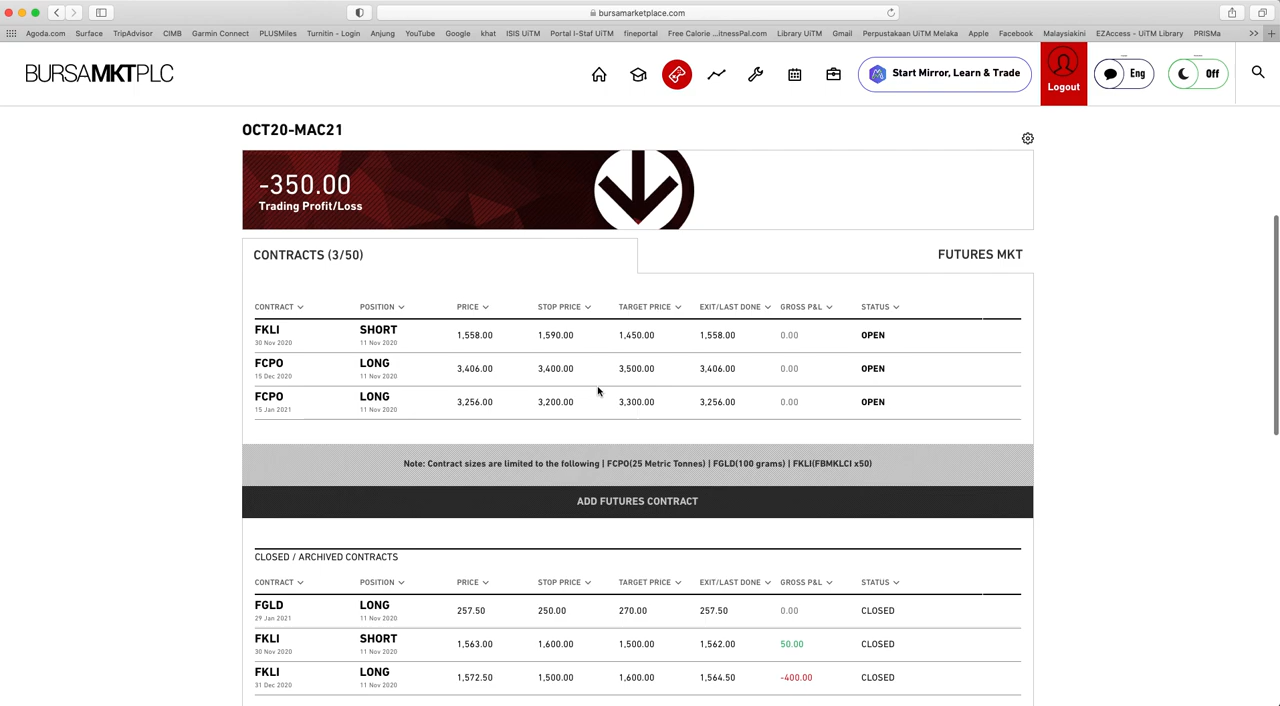 bursamarketplace.com
Agoda.com Surface TripAdvisor CIMB Garmin Connect PLUSMiles Turnitin - Login Anjung YouTube Google khat ISIS UiTM Portal I-Staf UiTM fineportal Free Calorie ...itnessPal.com Library UiTM Gmail Perpustakaan UiTM Melaka Apple Facebook Malaysiakini EZAccess - UiTM Library PRISMa
BURSAMKTPLC
Start Mirror, Learn & Trade
Logout
Eng
Off
OCT20-MAC21
-350.00
Trading Profit/Loss
CONTRACTS (3/50) FUTURES MKT
CONTRACT POSITION PRICE STOP PRICE TARGET PRICE EXIT/LAST DONE GROSS P&L STATUS
FKLI SHORT 1,558.00 1,590.00 1,450.00 1,558.00 0.00 OPEN
30 Nov 2020 11 Nov 2020
FCPO LONG 3,406.00 3,400.00 3,500.00 3,406.00 0.00 OPEN
15 Dec 2020 11 Nov 2020
FCPO LONG 3,256.00 3,200.00 3,300.00 3,256.00 0.00 OPEN
15 Jan 2021 11 Nov 2020
Note: Contract sizes are limited to the following | FCPO(25 Metric Tonnes) | FGLD(100 grams) | FKLI(FBMKLCI x50)
ADD FUTURES CONTRACT
CLOSED / ARCHIVED CONTRACTS
CONTRACT POSITION PRICE STOP PRICE TARGET PRICE EXIT/LAST DONE GROSS P&L STATUS
FGLD LONG 257.50 250.00 270.00 257.50 0.00 CLOSED
29 Jan 2021 11 Nov 2020
FKLI SHORT 1,563.00 1,600.00 1,500.00 1,562.00 50.00 CLOSED
30 Nov 2020 11 Nov 2020
FKLI LONG 1,572.50 1,500.00 1,600.00 1,564.50 -400.00 CLOSED
31 Dec 2020 11 Nov 2020